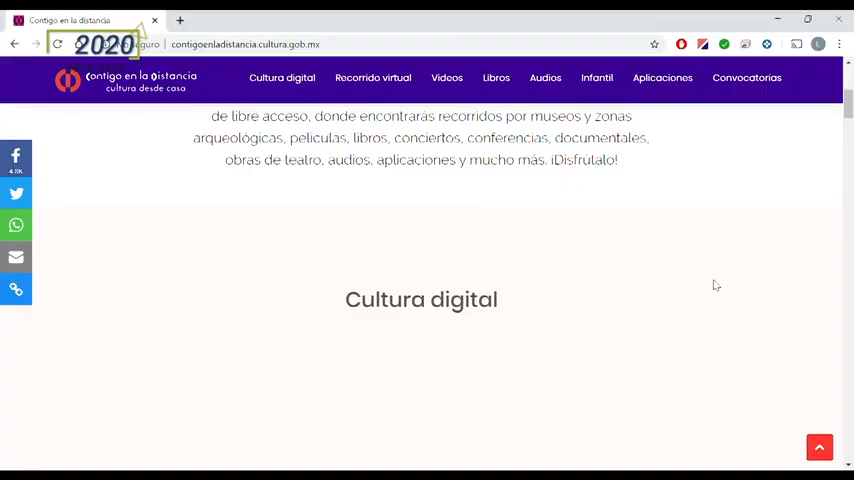 Contigo en la distancia
2020
contigoenladistancia.cultura.gob.mx
L
Contigo en la Distancia
cultura desde casa
Cultura digital
Recorrido virtual
Videos
Libros
Audios
Infantil
Aplicaciones
Convocatorias
de libre acceso, donde encontrarás recorridos por museos y zonas
arqueológicas, películas, libros, conciertos, conferencias, documentales,
obras de teatro, audios, aplicaciones y mucho más. ¡Disfrútalo!
4.8K
Cultura digital